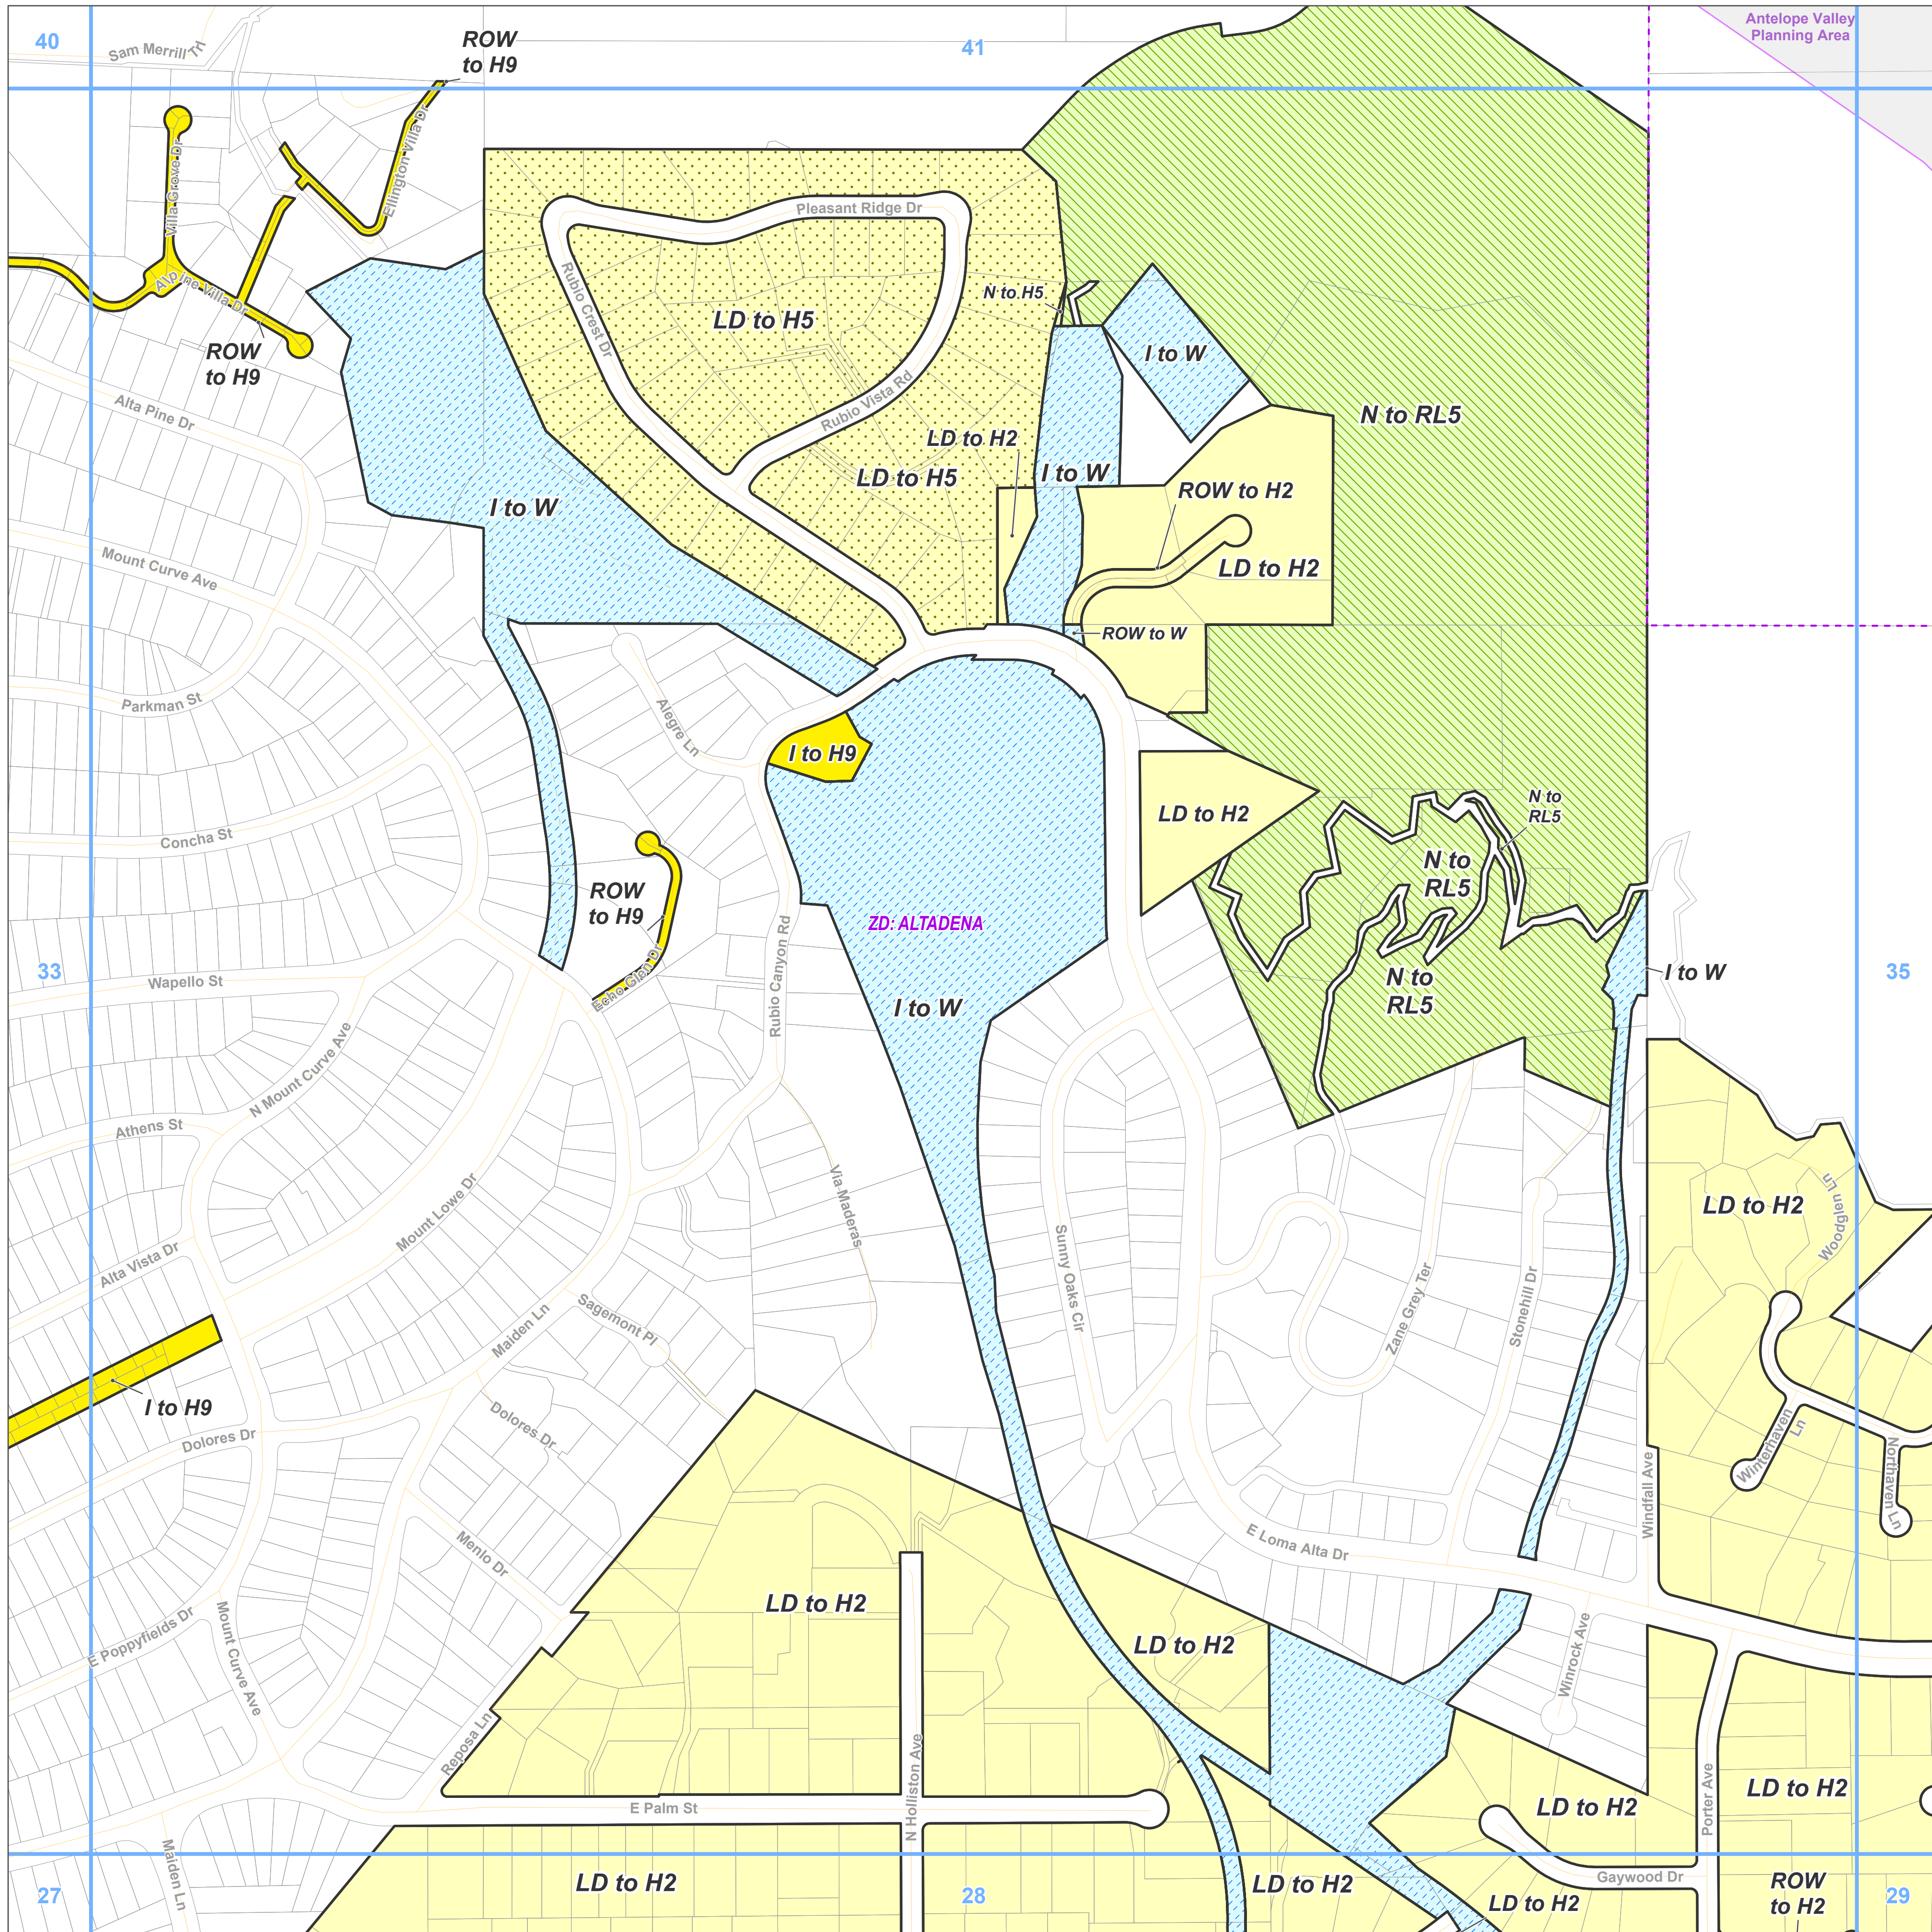 40
Sam Merrill Trl
ROW
to H9
41
Antelope Valley
Planning Area
Villa Grove Dr
Ellington Villa Dr
Alpine Villa Dr
ROW
to H9
Pleasant Ridge Dr
Rubio Crest Dr
LD to H5
N to H5
I to W
Rubio Vista Rd
N to RL5
Alta Pine Dr
LD to H2
LD to H5
I to W
ROW to H2
I to W
LD to H2
Mount Curve Ave
ROW to W
Parkman St
Alegre Ln
I to H9
LD to H2
N to
RL5
Concha St
N to
RL5
ROW
to H9
ZD: ALTADENA
Echo Glen Dr
Rubio Canyon Rd
33
Wapello St
I to W
N to
RL5
I to W
35
N Mount Curve Ave
Athens St
Mount Lowe Dr
Via Maderas
LD to H2
Woodglen Ln
Alta Vista Dr
Sunny Oaks Cir
Zane Grey Ter
Stonehill Dr
Maiden Ln
Sagemont Pl
I to H9
Dolores Dr
Dolores Dr
Winterhaven
Ln
Northaven Ln
Windfall Ave
Menlo Dr
E Loma Alta Dr
LD to H2
LD to H2
E Poppyfields Dr
Mount Curve Ave
Winrock Ave
Reposa Ln
N Holliston Ave
E Palm St
Porter Ave
LD to H2
LD to H2
Maiden Ln
27
LD to H2
28
LD to H2
Gaywood Dr
LD to H2
ROW
to H2
29